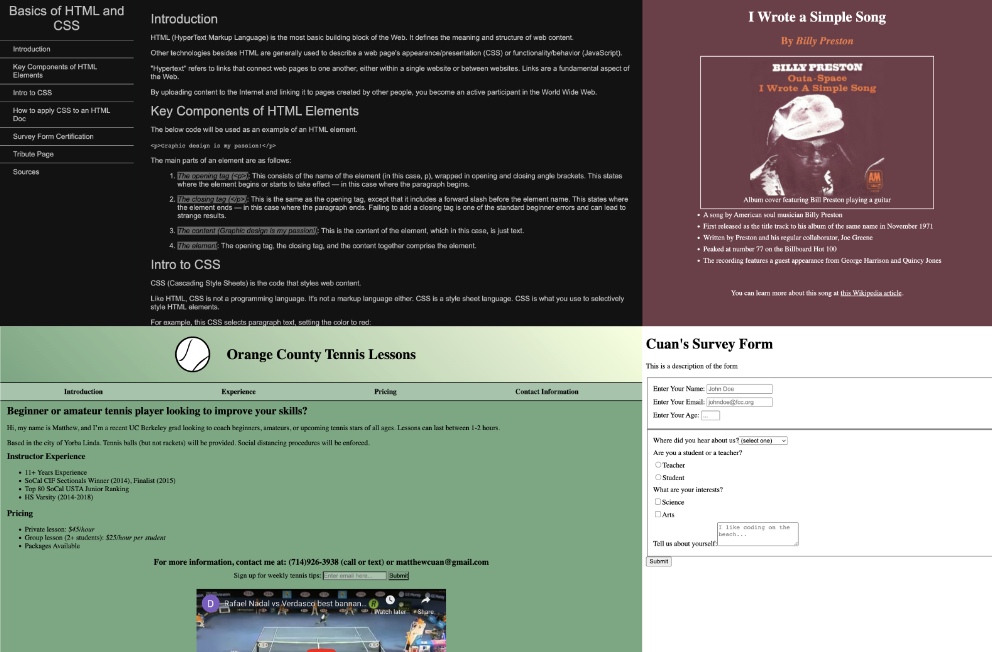 Basics of HTML and
CSS
Introduction
Key Components of HTML
Elements
Intro to CSS
How to apply CSS to an HTML
Doc
Survey Form Certification
Tribute Page
Sources
Introduction
HTML (HyperText Markup Language) is the most basic building block of the Web. It defines the meaning and structure of web content.
Other technologies besides HTML are generally used to describe a web page's appearance/presentation (CSS) or functionality/behavior (JavaScript).
"Hypertext" refers to links that connect web pages to one another, either within a single website or between websites. Links are a fundamental aspect of
the Web.
By uploading content to the Internet and linking it to pages created by other people, you become an active participant in the World Wide Web.
Key Components of HTML Elements
The below code will be used as an example of an HTML element.
<p>Graphic design is my passion!</p>
The main parts of an element are as follows:
1. The opening tag (<p>): This consists of the name of the element (in this case, p), wrapped in opening and closing angle brackets. This states
where the element begins or starts to take effect — in this case where the paragraph begins.
2. The closing tag (</p>): This is the same as the opening tag, except that it includes a forward slash before the element name. This states where
the element ends — in this case where the paragraph ends. Failing to add a closing tag is one of the standard beginner errors and can lead to
strange results.
3. The content (Graphic design is my passion!): This is the content of the element, which in this case, is just text.
4. The element: The opening tag, the closing tag, and the content together comprise the element.
Intro to CSS
CSS (Cascading Style Sheets) is the code that styles web content.
Like HTML, CSS is not a programming language. It's not a markup language either. CSS is a style sheet language. CSS is what you use to selectively
style HTML elements.
For example, this CSS selects paragraph text, setting the color to red:
I Wrote a Simple Song
By Billy Preston
BILLY PRESTON
Outa-Space
I Wrote A Simple Song
A&M
Album cover featuring Bill Preston playing a guitar
• A song by American soul musician Billy Preston
• First released as the title track to his album of the same name in November 1971
• Written by Preston and his regular collaborator, Joe Greene
• Peaked at number 77 on the Billboard Hot 100
• The recording features a guest appearance from George Harrison and Quincy Jones
You can learn more about this song at this Wikipedia article.
Orange County Tennis Lessons
Introduction
Experience
Pricing
Contact Information
Beginner or amateur tennis player looking to improve your skills?
Hi, my name is Matthew, and I'm a recent UC Berkeley grad looking to coach beginners, amateurs, or upcoming tennis stars of all ages. Lessons can last between 1-2 hours.
Based in the city of Yorba Linda. Tennis balls (but not rackets) will be provided. Social distancing procedures will be enforced.
Instructor Experience
• 11+ Years Experience
• SoCal CIF Sectionals Winner (2014), Finalist (2015)
• Top 80 SoCal USTA Junior Ranking
• HS Varsity (2014-2018)
Pricing
• Private lesson: $45/hour
• Group lesson (2+ students): $25/hour per student
• Packages Available
For more information, contact me at: (714)926-3938 (call or text) or matthewcuan@gmail.com
Sign up for weekly tennis tips: Enter email here... Submit
D Rafael Nadal vs Verdasco best bannan...
Watch later
Share
Cuan's Survey Form
This is a description of the form
Enter Your Name: John Doe
Enter Your Email: johndoe@fcc.org
Enter Your Age: ...
Where did you hear about us? (select one)
Are you a student or a teacher?
Teacher
Student
What are your interests?
Science
Arts
I like coding on the
beach...
Tell us about yourself:
Submit